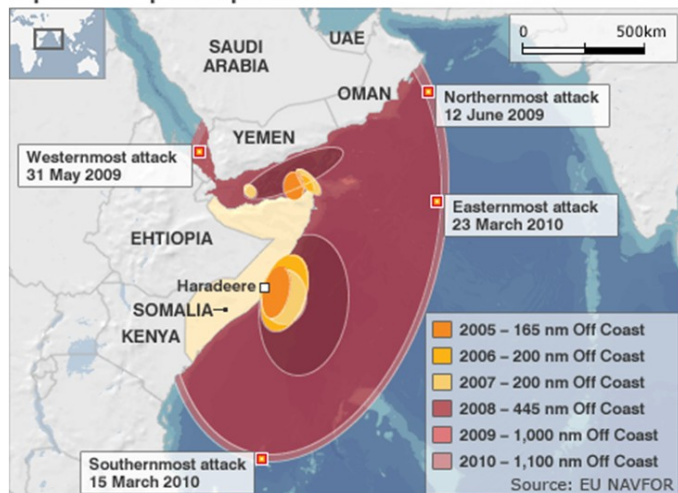 SAUDI
ARABIA
UAE
0 500km
OMAN
Northernmost attack
12 June 2009
YEMEN
Westernmost attack
31 May 2009
Easternmost attack
23 March 2010
EHTIOPIA
Haradeere
SOMALIA
KENYA
2005 – 165 nm Off Coast
2006 – 200 nm Off Coast
2007 – 200 nm Off Coast
2008 – 445 nm Off Coast
2009 – 1,000 nm Off Coast
2010 – 1,100 nm Off Coast
Southernmost attack
15 March 2010
Source: EU NAVFOR